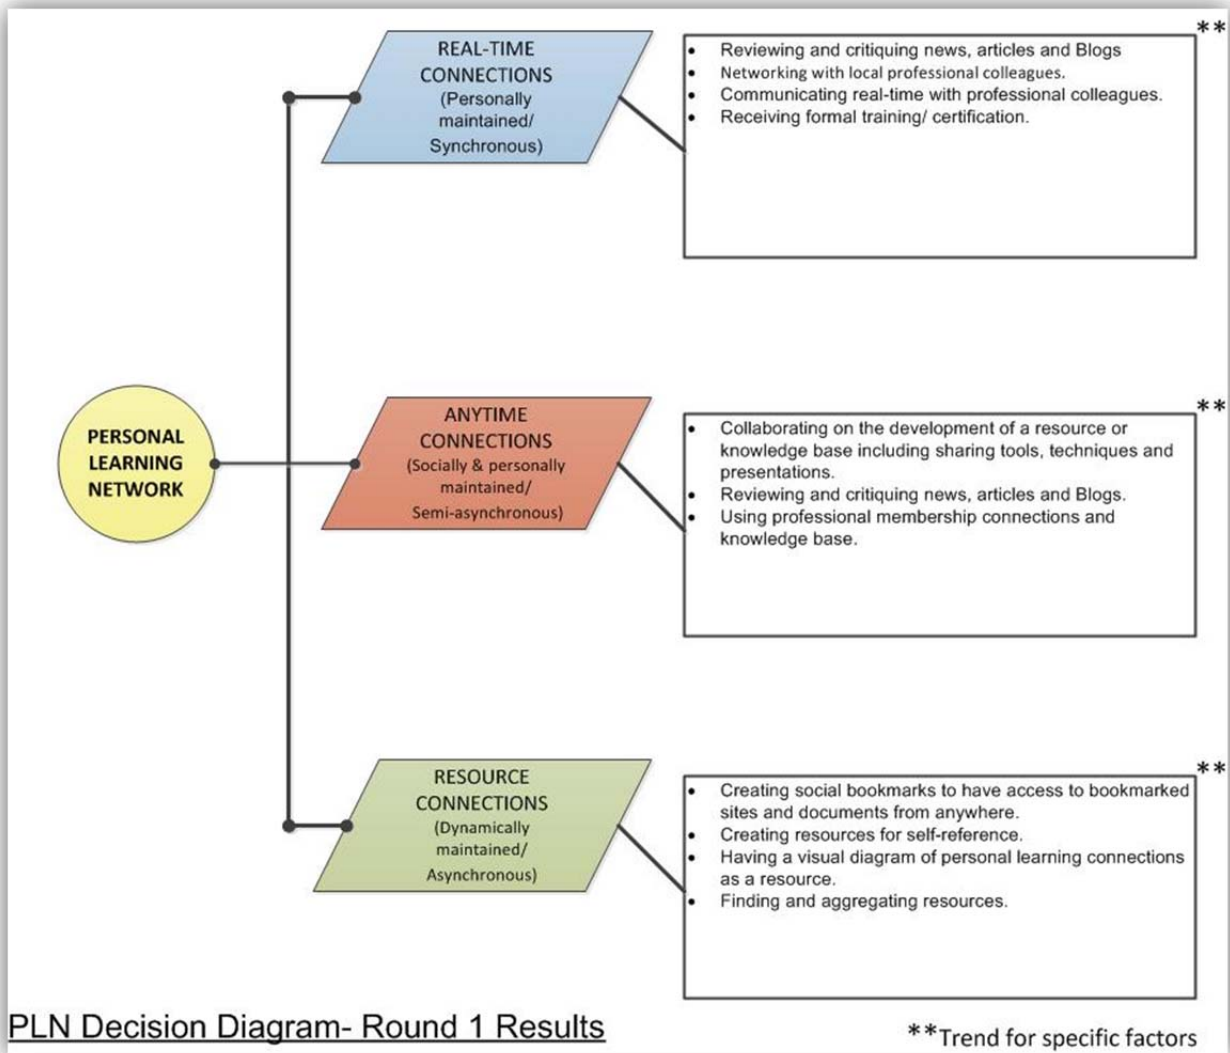 REAL-TIME
CONNECTIONS
(Personally
maintained/
Synchronous)
**
• Reviewing and critiquing news, articles and Blogs
• Networking with local professional colleagues.
• Communicating real-time with professional colleagues.
• Receiving formal training/ certification.
PERSONAL
LEARNING
NETWORK
ANYTIME
CONNECTIONS
(Socially & personally
maintained/
Semi-asynchronous)
**
• Collaborating on the development of a resource or
knowledge base including sharing tools, techniques and
presentations.
• Reviewing and critiquing news, articles and Blogs.
• Using professional membership connections and
knowledge base.
RESOURCE
CONNECTIONS
(Dynamically
maintained/
Asynchronous)
**
• Creating social bookmarks to have access to bookmarked
sites and documents from anywhere.
• Creating resources for self-reference.
• Having a visual diagram of personal learning connections
as a resource.
• Finding and aggregating resources.
PLN Decision Diagram- Round 1 Results
**Trend for specific factors